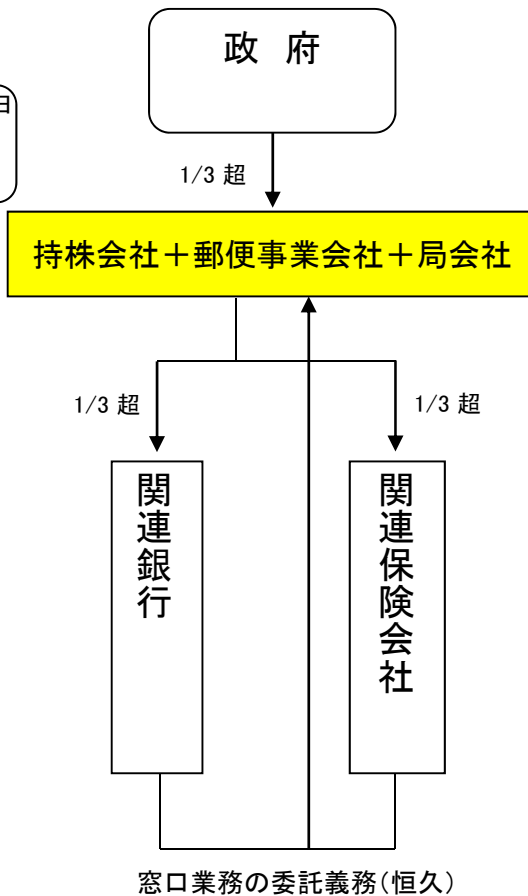 政 府
日
1/3 超
持株会社＋郵便事業会社＋局会社
1/3 超
1/3 超
関連銀行
関連保険会社
窓口業務の委託義務(恒久)